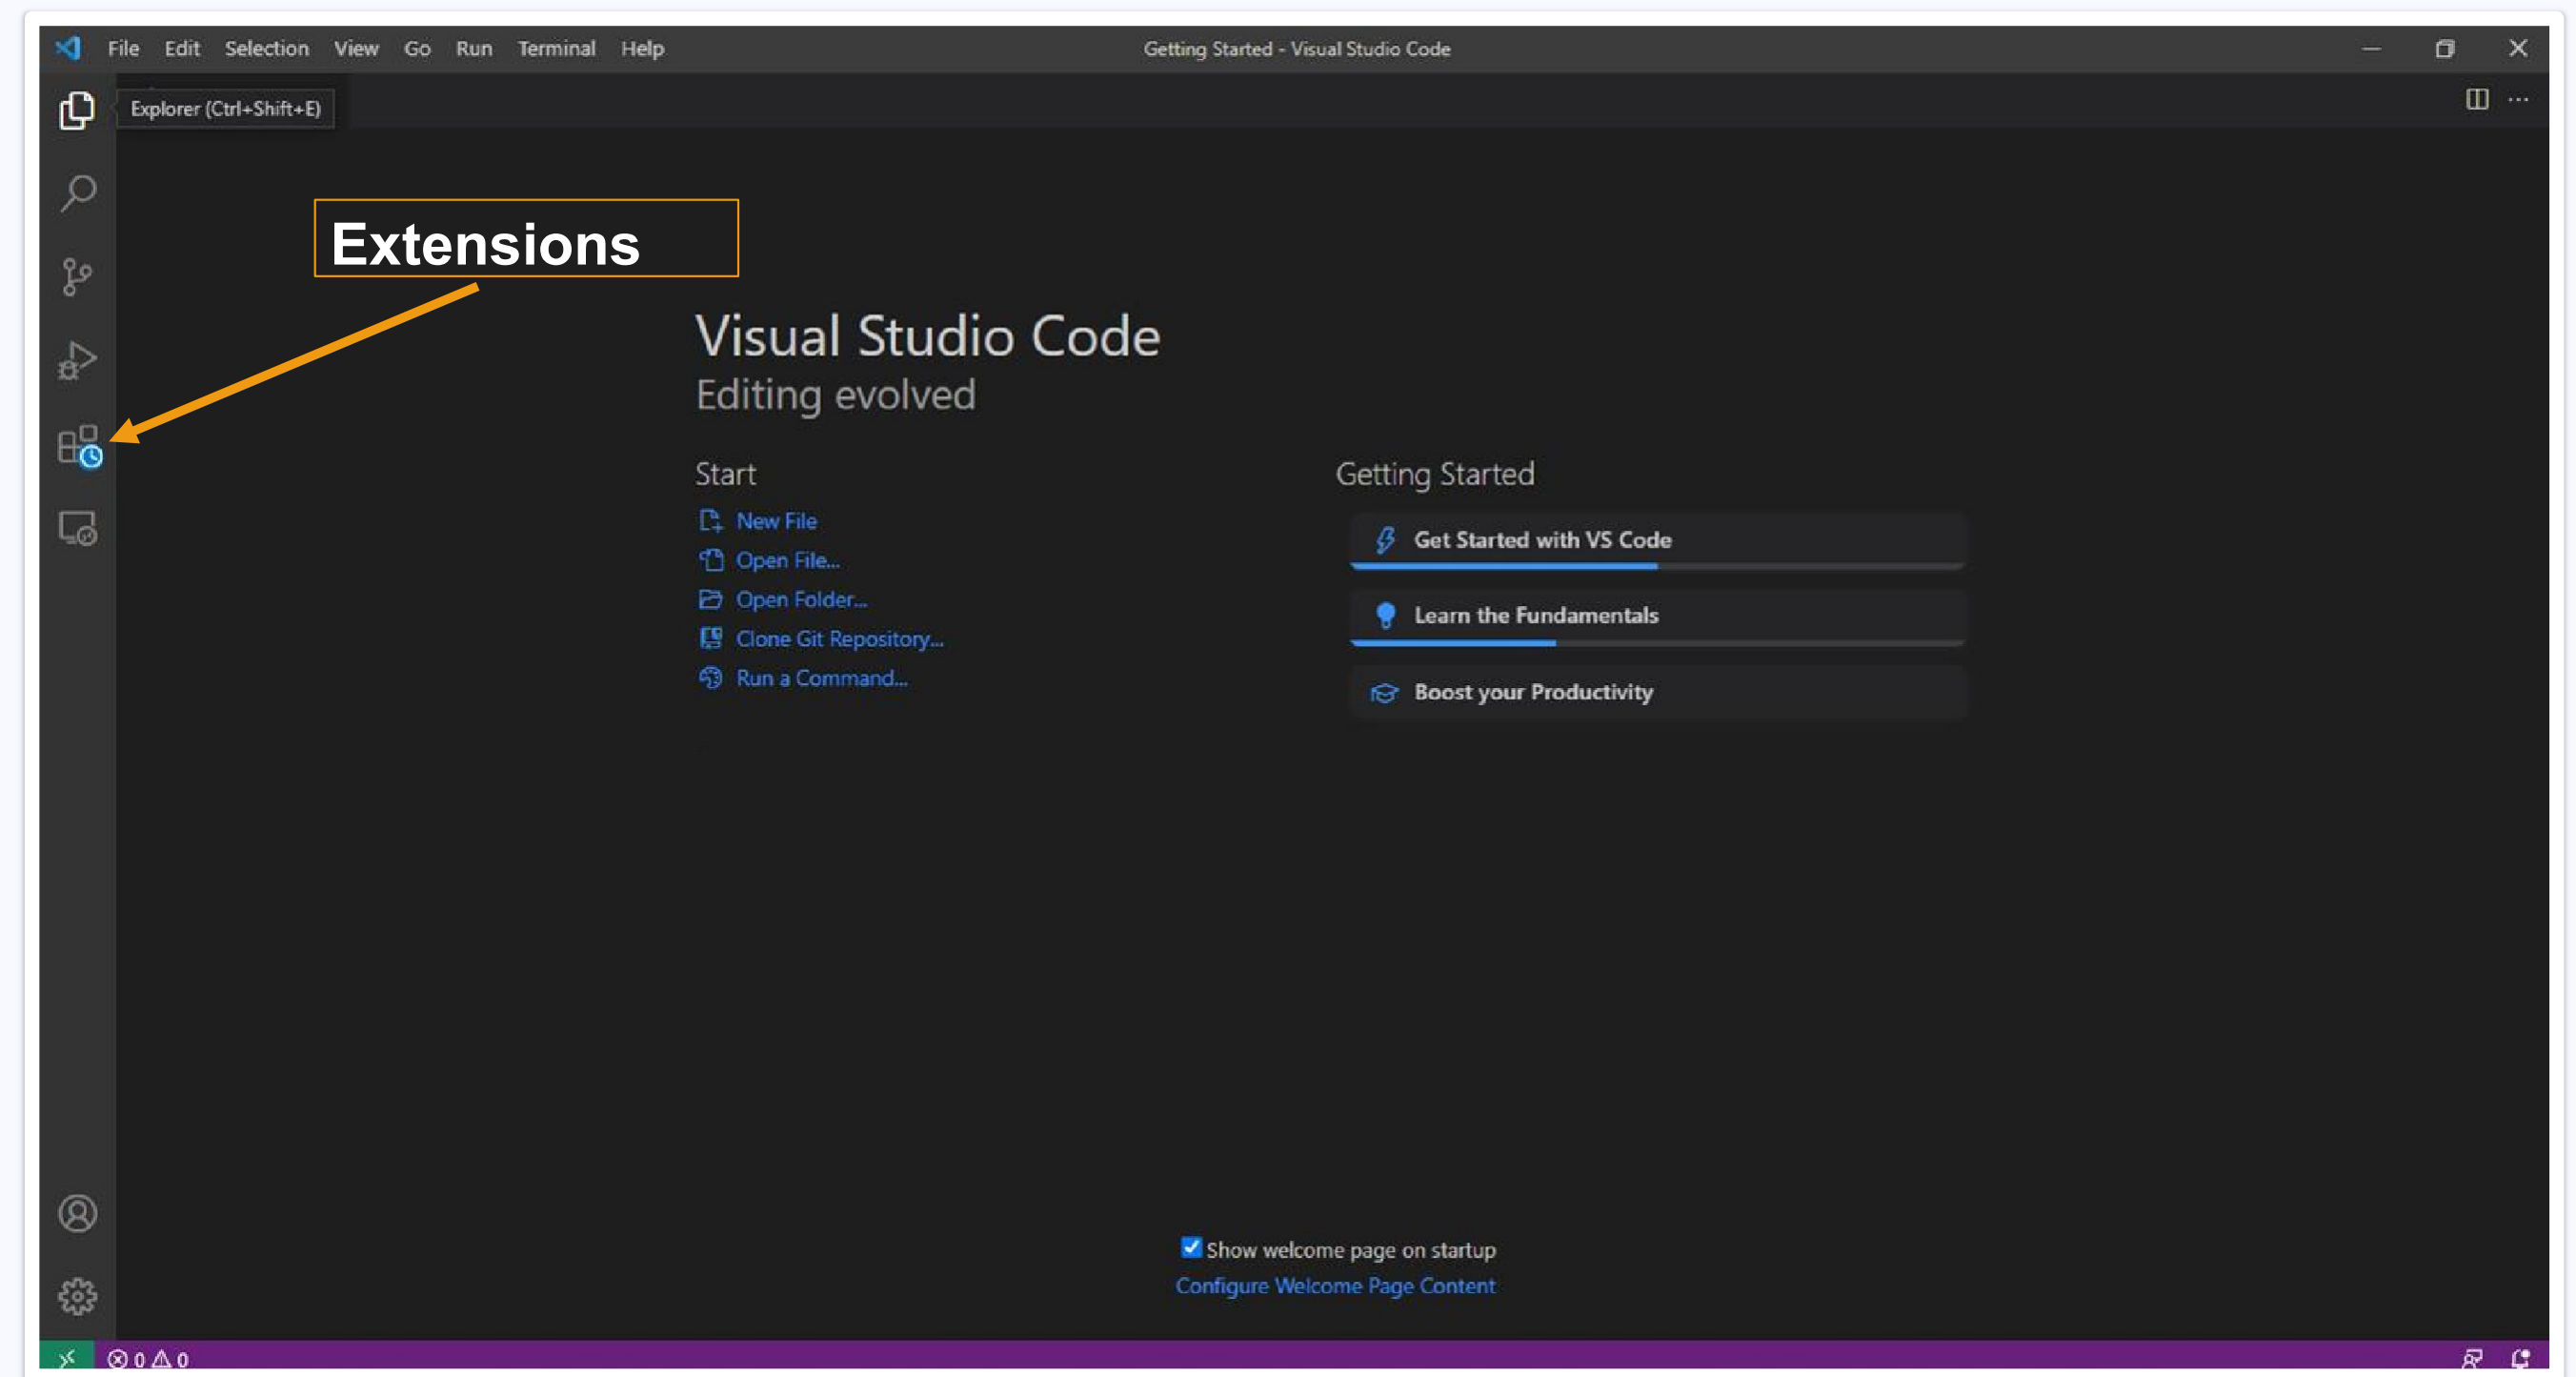 File Edit Selection View Go Run Terminal Help
Getting Started - Visual Studio Code
Explorer (Ctrl+Shift+E)
Extensions
Visual Studio Code
Editing evolved
Start
New File
Open File...
Open Folder...
Clone Git Repository...
Run a Command...
Getting Started
Get Started with VS Code
Learn the Fundamentals
Boost your Productivity
Show welcome page on startup
Configure Welcome Page Content
0 0